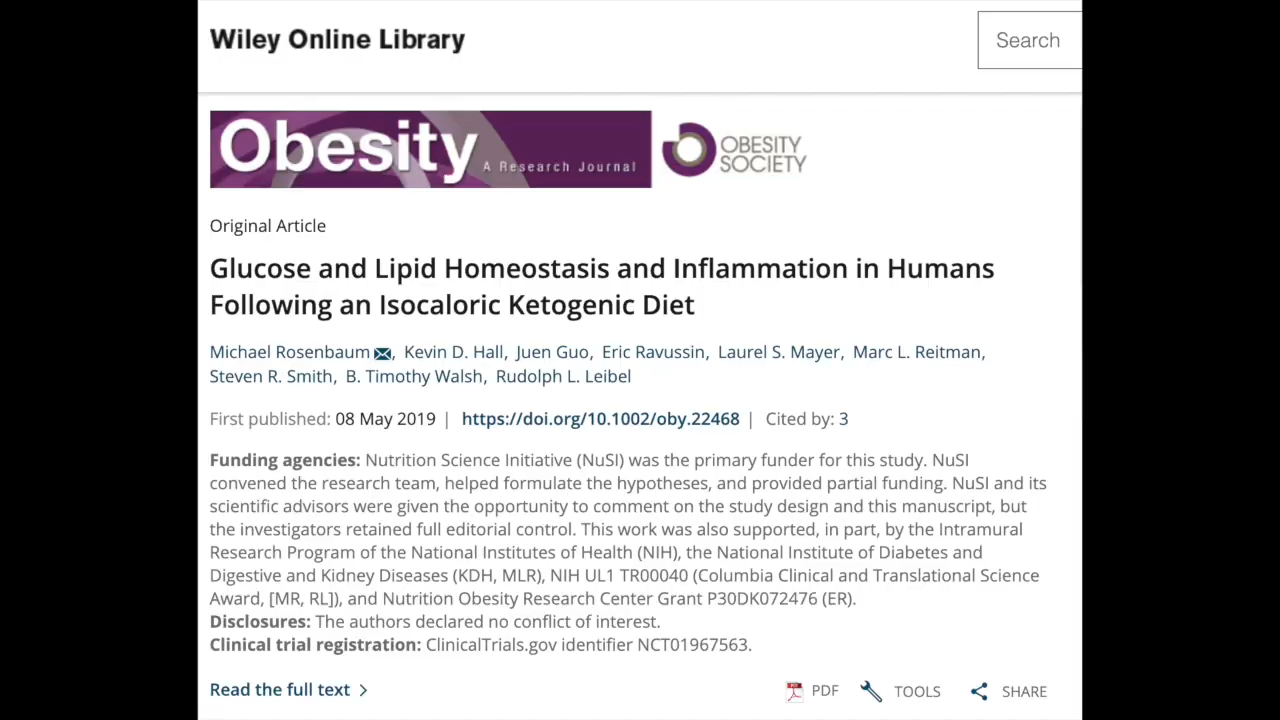 Wiley Online Library
Search
Obesity
A Research Journal
OBESITY
SOCIETY
Original Article
Glucose and Lipid Homeostasis and Inflammation in Humans
Following an Isocaloric Ketogenic Diet
Michael Rosenbaum, Kevin D. Hall, Juen Guo, Eric Ravussin, Laurel S. Mayer, Marc L. Reitman,
Steven R. Smith, B. Timothy Walsh, Rudolph L. Leibel
First published: 08 May 2019 | https://doi.org/10.1002/oby.22468 | Cited by: 3
Funding agencies: Nutrition Science Initiative (NuSI) was the primary funder for this study. NuSI
convened the research team, helped formulate the hypotheses, and provided partial funding. NuSI and its
scientific advisors were given the opportunity to comment on the study design and this manuscript, but
the investigators retained full editorial control. This work was also supported, in part, by the Intramural
Research Program of the National Institutes of Health (NIH), the National Institute of Diabetes and
Digestive and Kidney Diseases (KDH, MLR), NIH UL1 TR00040 (Columbia Clinical and Translational Science
Award, [MR, RL]), and Nutrition Obesity Research Center Grant P30DK072476 (ER).
Disclosures: The authors declared no conflict of interest.
Clinical trial registration: ClinicalTrials.gov identifier NCT01967563.
Read the full text >
PDF
TOOLS
SHARE